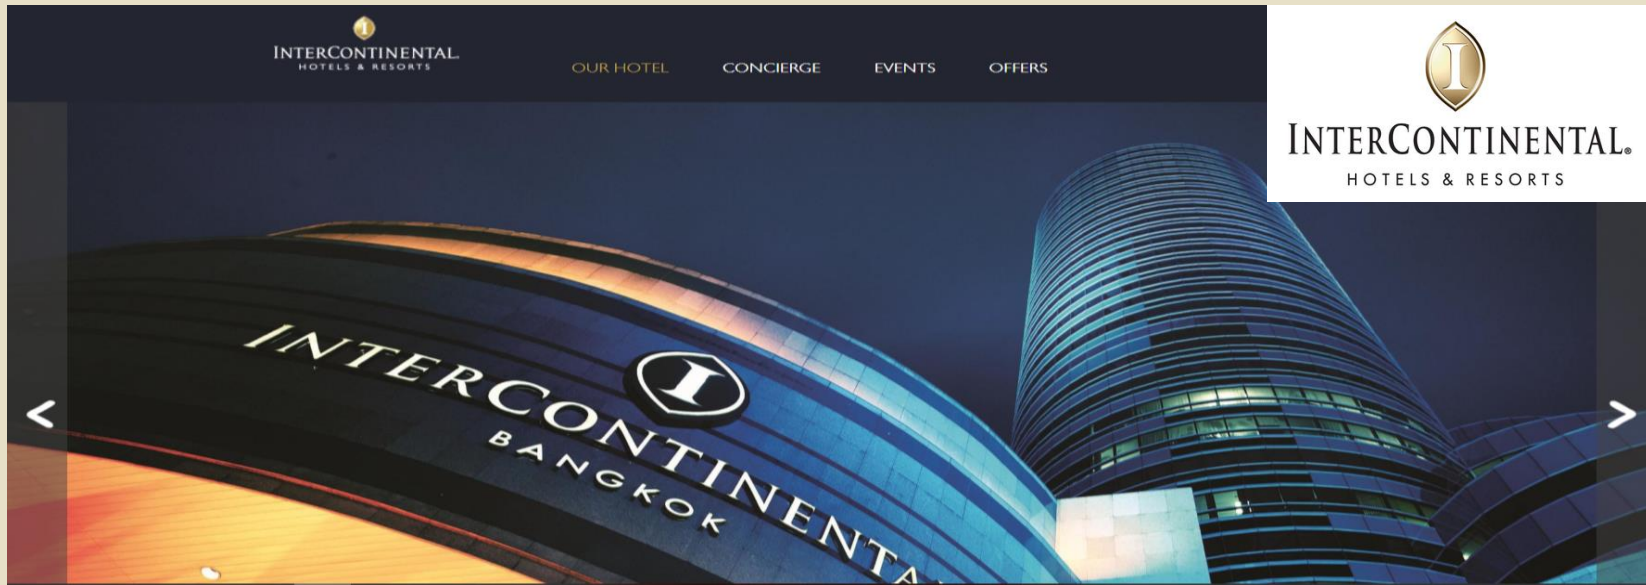 INTERCONTINENTAL.
HOTELS & RESORTS
OUR HOTEL
CONCIERGE
EVENTS
OFFERS
I
INTERCONTINENTAL®
HOTELS & RESORTS
I
INTERCONTINENTA
BANGKOK